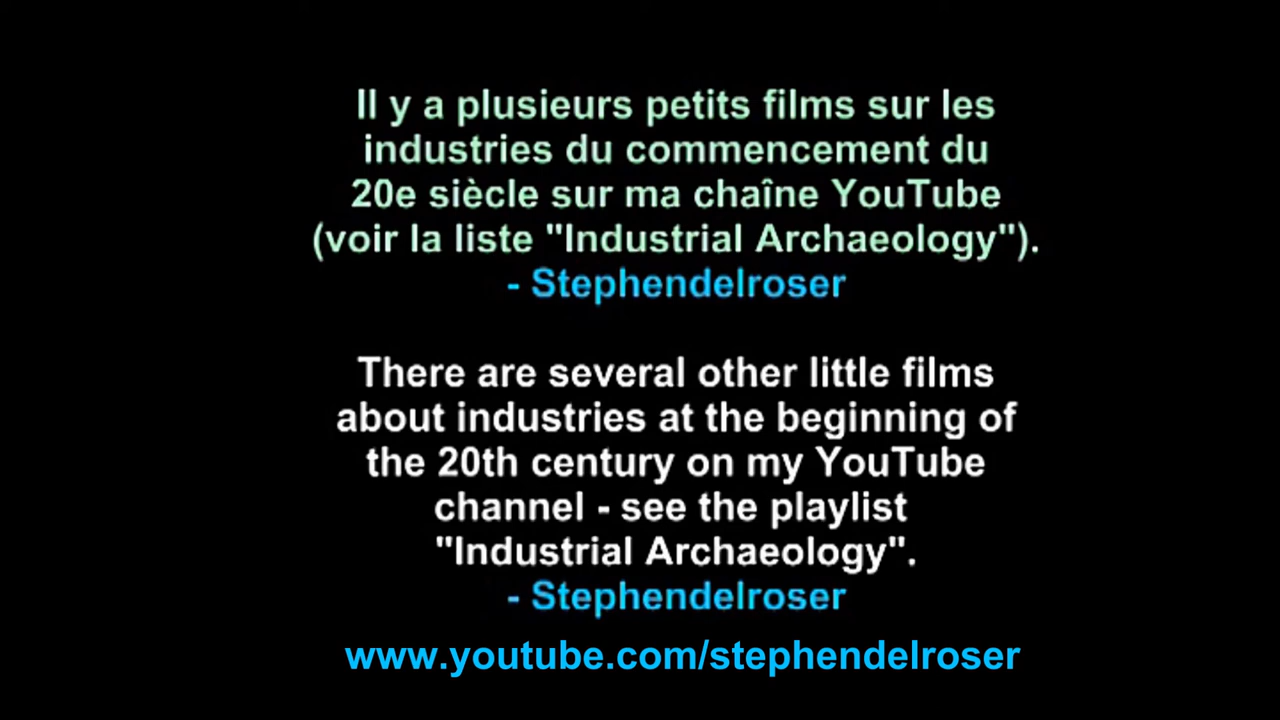 Il y a plusieurs petits films sur les
industries du commencement du
20e siècle sur ma chaîne YouTube
(voir la liste "Industrial Archaeology").
- Stephendelroser
There are several other little films
about industries at the beginning of
the 20th century on my YouTube
channel - see the playlist
"Industrial Archaeology".
- Stephendelroser
www.youtube.com/stephendelroser